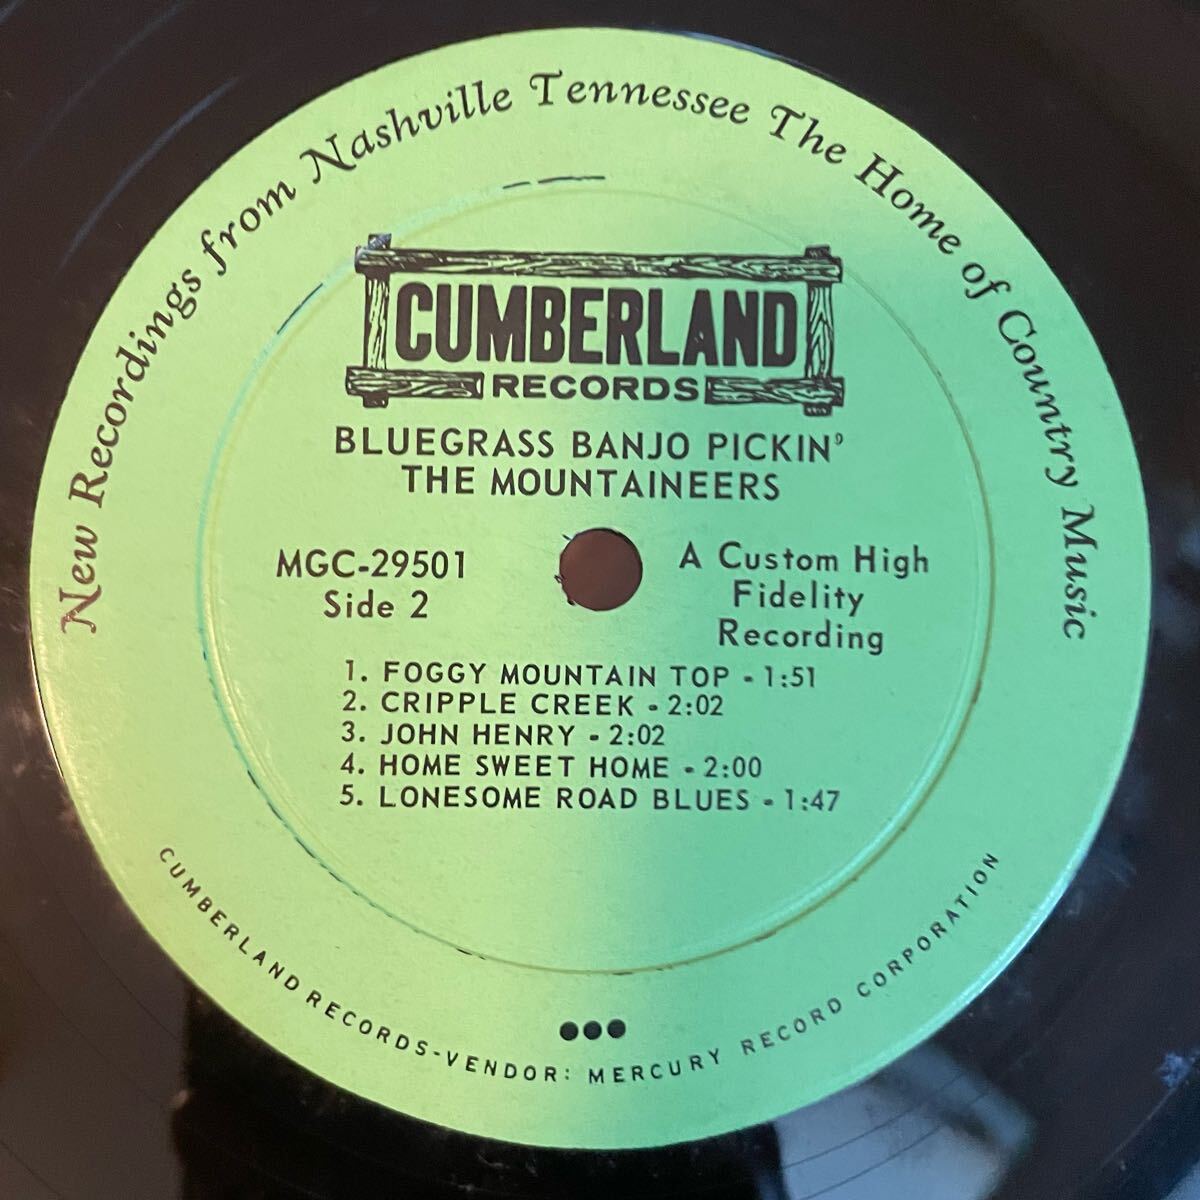 New Recordings from Nashville Tennessee The Home of Country Music
CUMBERLAND
RECORDS
BLUEGRASS BANJO PICKIN'
THE MOUNTAINEERS
MGC-29501
Side 2
A Custom High
Fidelity
Recording
1. FOGGY MOUNTAIN TOP - 1:51
2. CRIPPLE CREEK - 2:02
3. JOHN HENRY - 2:02
4. HOME SWEET HOME - 2:00
5. LONESOME ROAD BLUES - 1:47
CUMBERLAND RECORDS-VENDOR: MERCURY RECORD CORPORATION